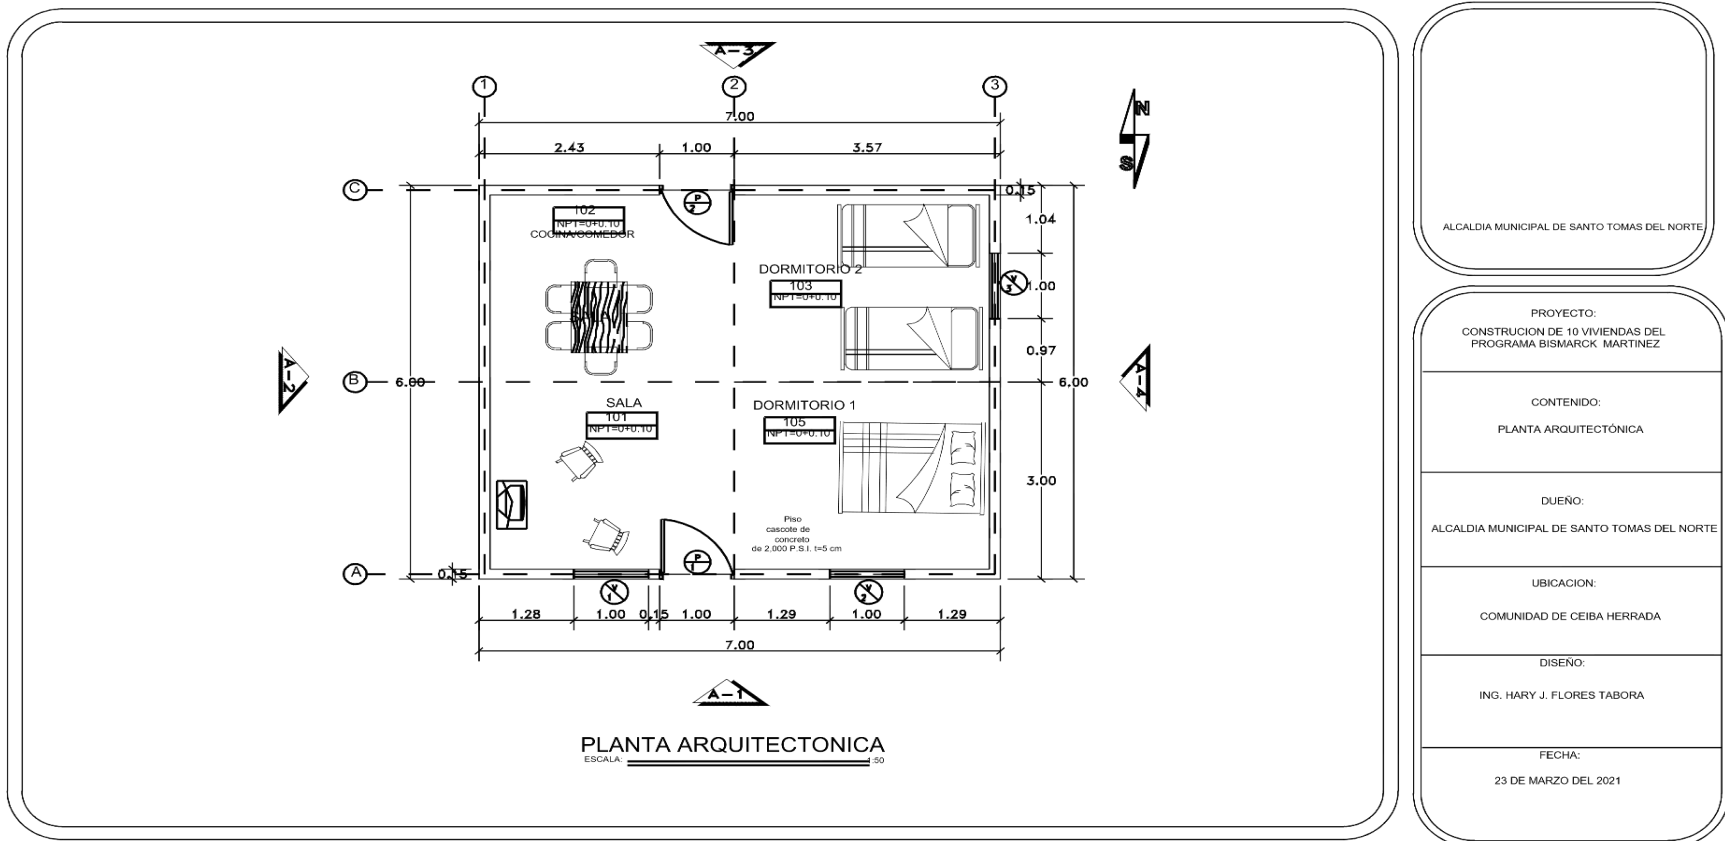 A-3
1
2
3
7.00
2.43
1.00
3.57
N
S
C
0.15
P
2
102
NPT=0+0.10
COCINA/COMEDOR
1.04
DORMITORIO 2
103
NPT=0+0.10
V
3
1.00
SALA
0.97
A-2
B
6.00
6.00
A-4
SALA
101
NPT=0+0.10
DORMITORIO 1
105
NPT=0+0.10
3.00
Piso
cascote de
concreto
de 2,000 P.S.I. t=5 cm
A
0.15
P
1
V
1
V
2
1.28
1.00
0.15
1.00
1.29
1.00
1.29
7.00
A-1
PLANTA ARQUITECTONICA
ESCALA:
1:50
ALCALDIA MUNICIPAL DE SANTO TOMAS DEL NORTE
PROYECTO:
CONSTRUCION DE 10 VIVIENDAS DEL
PROGRAMA BISMARCK MARTINEZ
CONTENIDO:
PLANTA ARQUITECTÓNICA
DUEÑO:
ALCALDIA MUNICIPAL DE SANTO TOMAS DEL NORTE
UBICACION:
COMUNIDAD DE CEIBA HERRADA
DISEÑO:
ING. HARY J. FLORES TABORA
FECHA:
23 DE MARZO DEL 2021